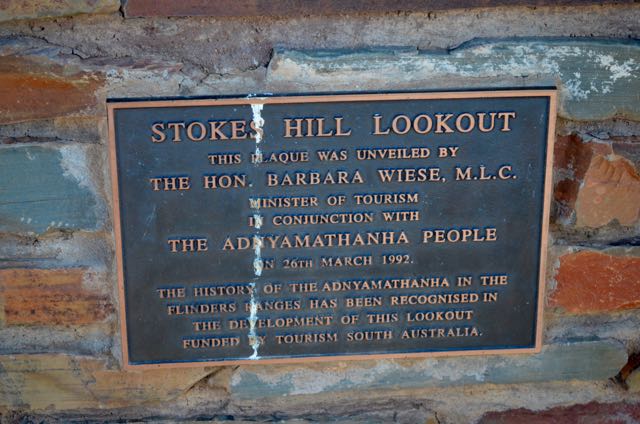 STOKES HILL LOOKOUT
THIS PLAQUE WAS UNVEILED BY
THE HON. BARBARA WIESE, M.L.C.
MINISTER OF TOURISM
IN CONJUNCTION WITH
THE ADNYAMATHANHA PEOPLE
ON 26TH MARCH 1992.
THE HISTORY OF THE ADNYAMATHANHA IN THE
FLINDERS RANGES HAS BEEN RECOGNISED IN
THE DEVELOPMENT OF THIS LOOKOUT
FUNDED BY TOURISM SOUTH AUSTRALIA.